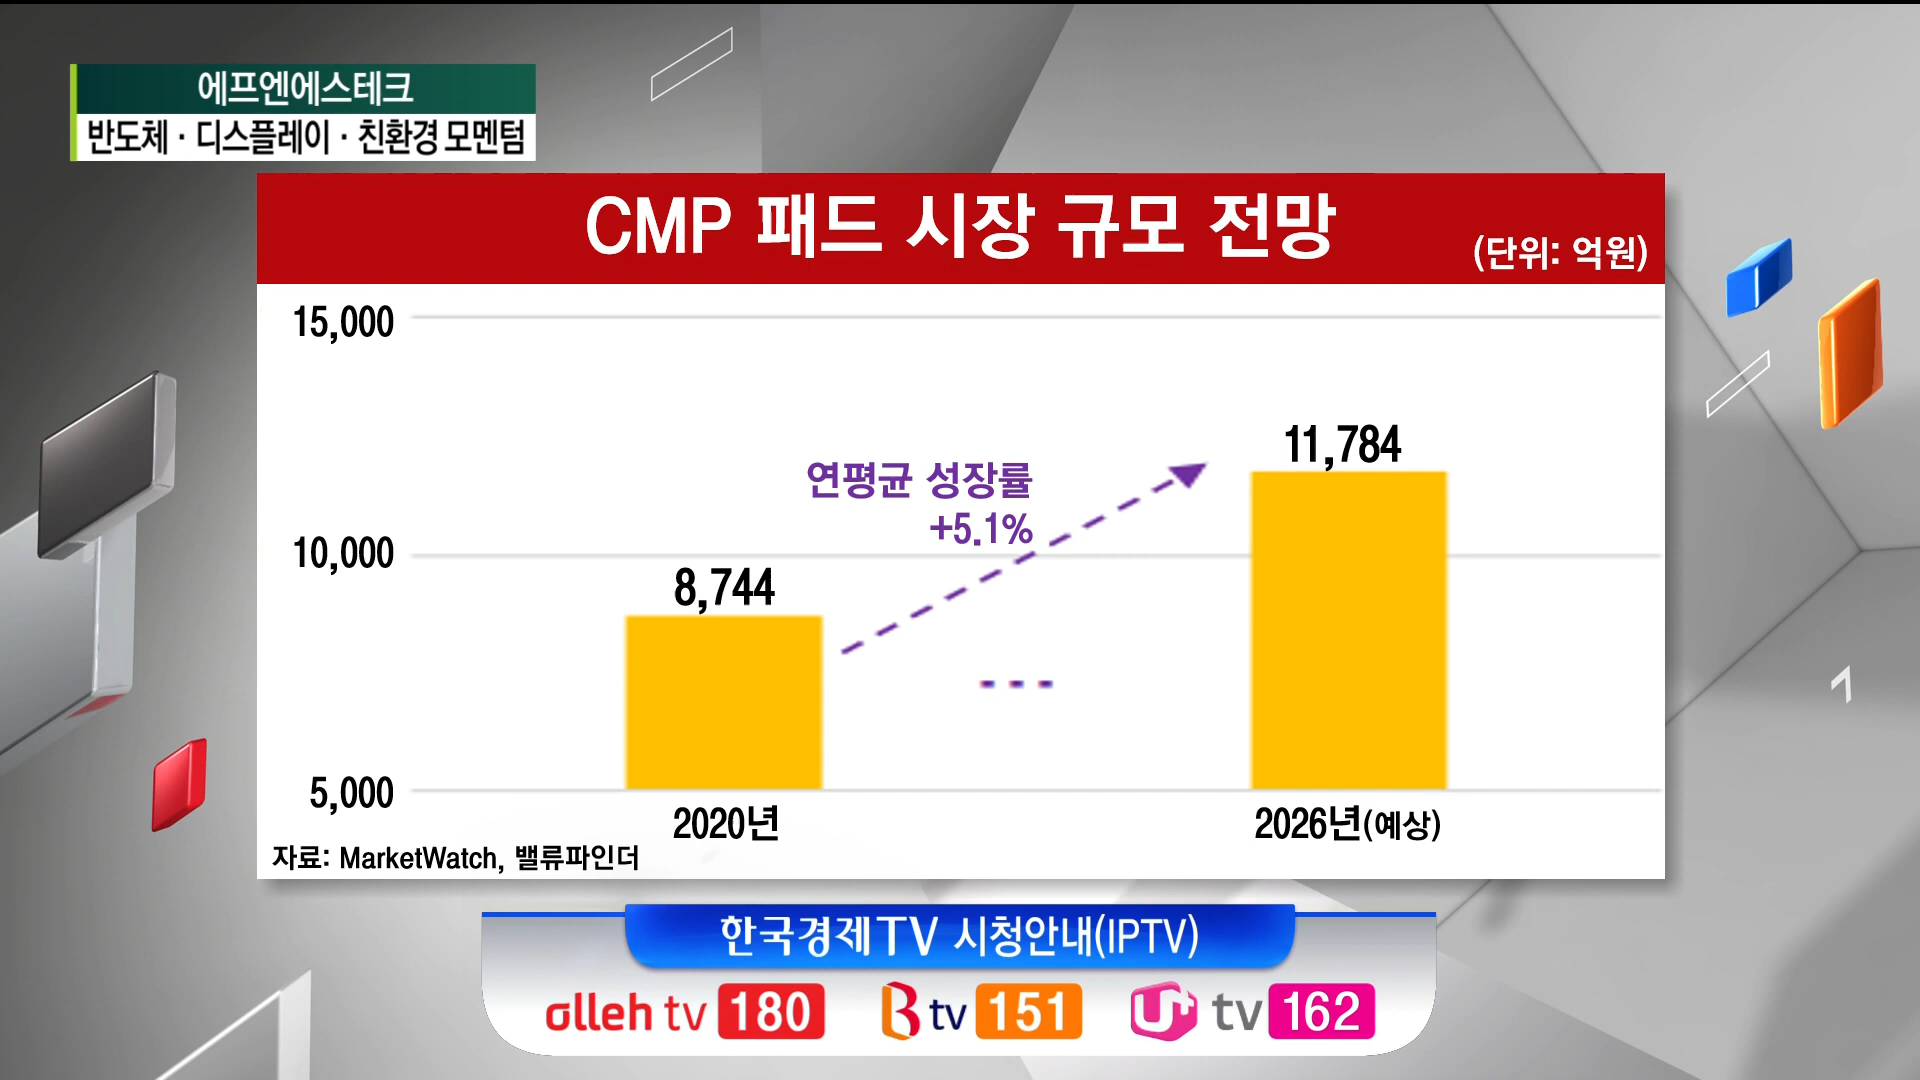 에프엔에스테크
반도체 · 디스플레이 · 친환경 모멘텀
CMP 패드 시장 규모 전망
(단위: 억원)
15,000
11,784
연평균 성장률
+5.1%
10,000
8,744
5,000
2020년
2026년(예상)
자료: MarketWatch, 밸류파인더
한국경제TV 시청안내(IPTV)
olleh tv 180
B tv 151
U+ tv 162